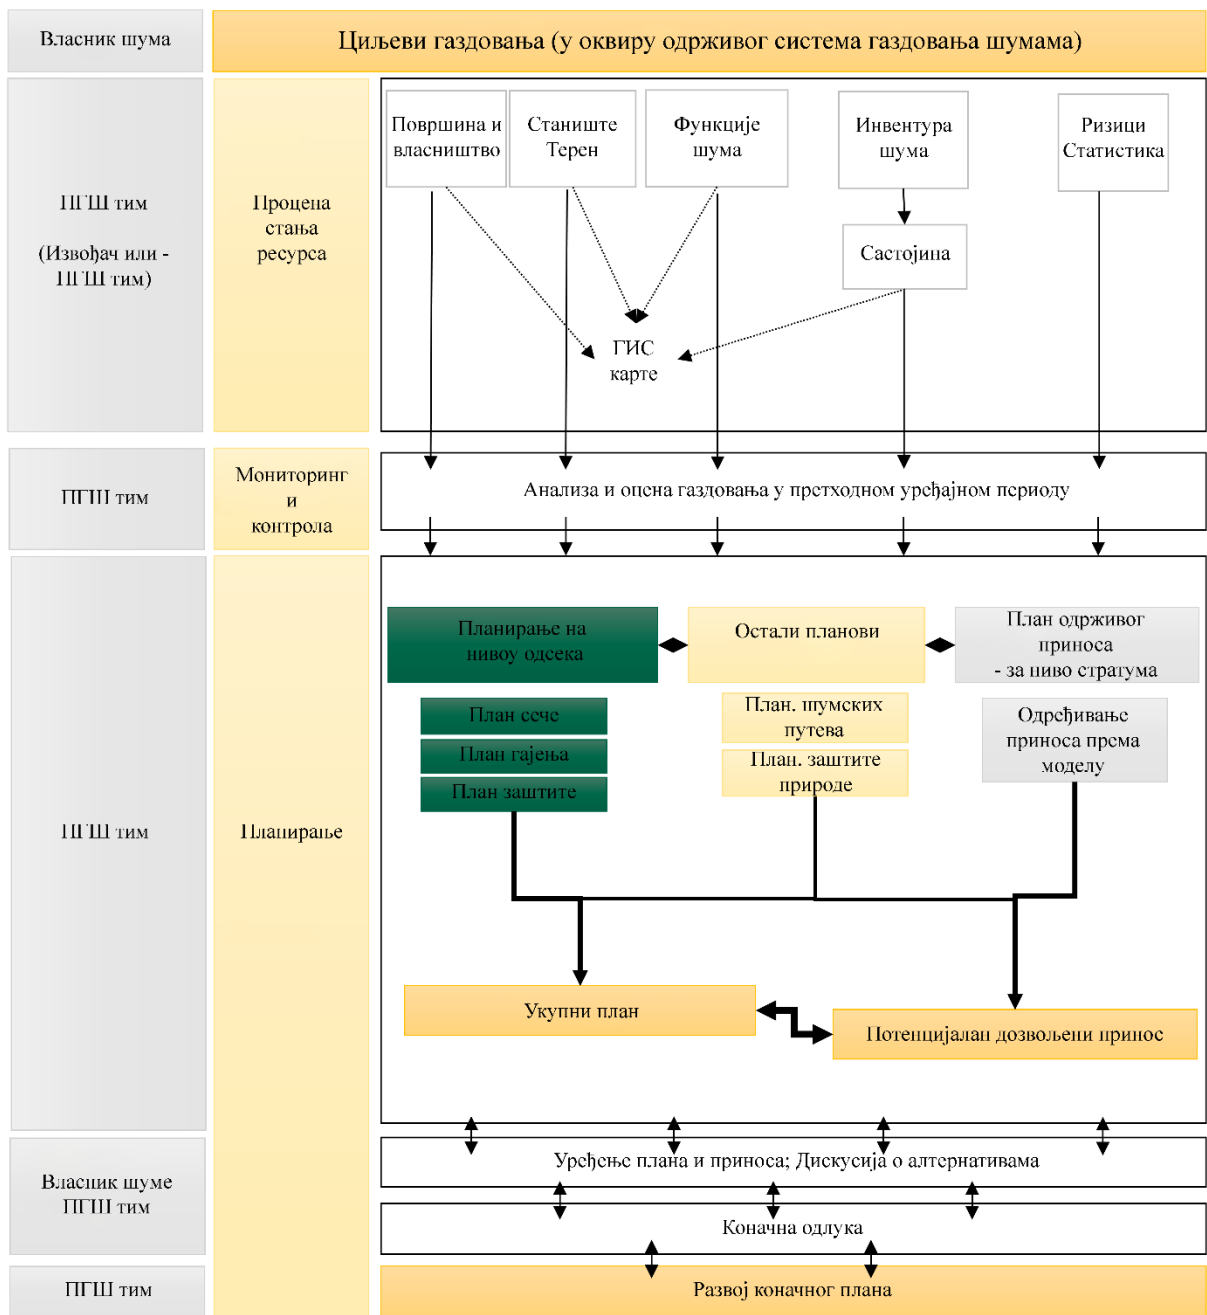 Власник шума
Циљеви газдовања (у оквиру одрживог система газдовања шумама)
ПГШ тим
(Извођач или -
ПГШ тим)
Процена
стања
ресурса
Површина и
власништво
Станиште
Терен
Функције
шума
Инвентура
шума
Ризици
Статистика
Састојина
ГИС
карте
ПГШ тим
Мониторинг
и
контрола
Анализа и оцена газдовања у претходном уређајном периоду
ПГШ тим
Планирање
Планирање на
нивоу одсека
Остали планови
План одрживог
приноса
- за ниво стратума
План сече
План гајења
План заштите
План. шумских
путева
План. заштите
природе
Одређивање
приноса према
моделу
Укупни план
Потенцијалан дозвољени принос
Власник шуме
ПГШ тим
Уређење плана и приноса; Дискусија о алтернативама
Коначна одлука
ПГШ тим
Развој коначног плана